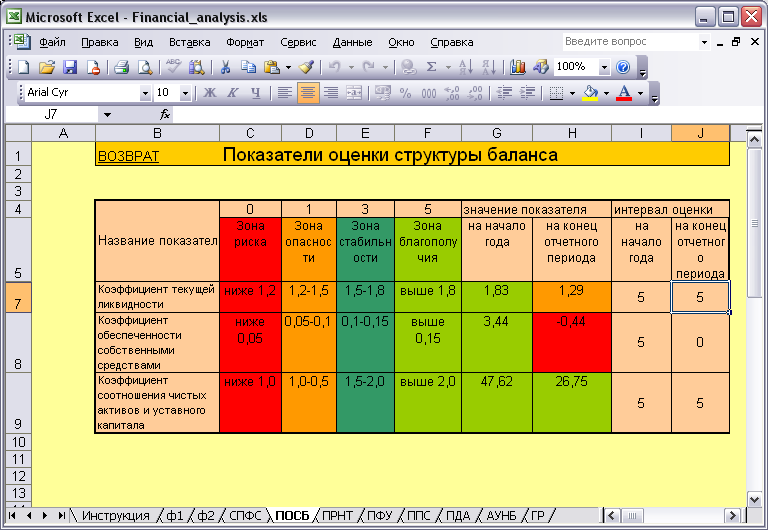 Microsoft Excel - Financial_analysis.xls
Файл Правка Вид Вставка Формат Сервис Данные Окно Справка Введите вопрос
100%
Arial Cyr 10 Ж К Ч
J7 fx
A B C D E F G H I J
1 ВОЗВРАТ Показатели оценки структуры баланса
2
3
4 0 1 3 5 значение показателя интервал оценки
5 Название показател
Зона
риска
Зона
опаснос
ти
Зона
стабильн
ости
Зона
благополу
чия
на начало
года
на конец
отчетного
периода
на
начало
года
на конец
отчетног
о
периода
7 Коэффициент текущей
ликвидности
ниже 1,2 1,2-1,5 1,5-1,8 выше 1,8 1,83 1,29 5 5
8 Коэффициент
обеспеченности
собственными
средствами
ниже
0,05
0,05-0,1 0,1-0,15 выше
0,15
3,44 -0,44 5 0
9 Коэффициент
соотношения чистых
активов и уставного
капитала
ниже 1,0 1,0-0,5 1,5-2,0 выше 2,0 47,62 26,75 5 5
10
11
12
13
Инструкция ф1 ф2 СПФС ПОСБ ПРНТ ПФУ ППС ПДА АУНБ ГР